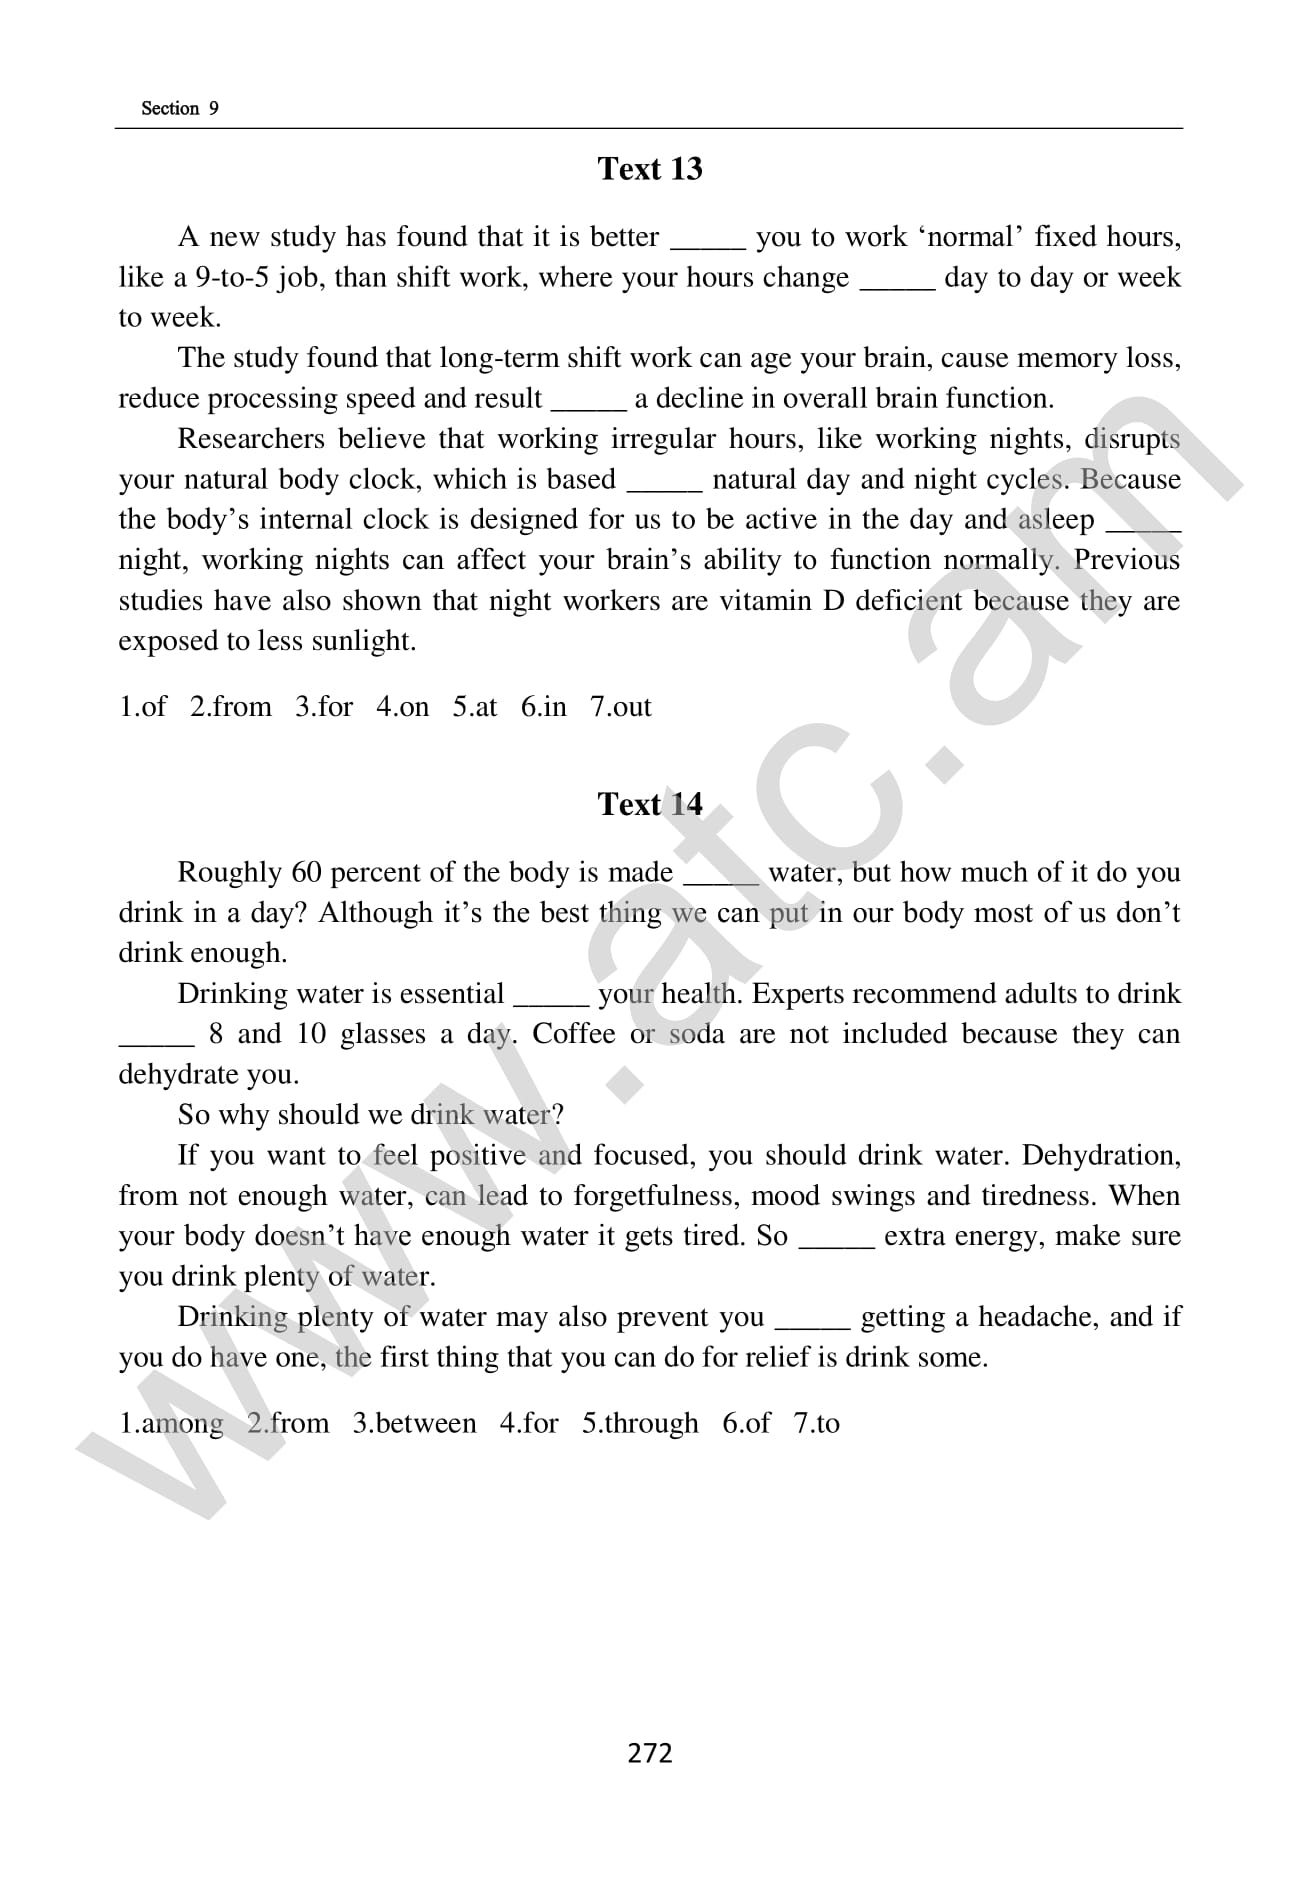 Section 9
Text 13
A new study has found that it is better _____ you to work ‘normal’ fixed hours,
like a 9-to-5 job, than shift work, where your hours change _____ day to day or week
to week.
The study found that long-term shift work can age your brain, cause memory loss,
reduce processing speed and result _____ a decline in overall brain function.
Researchers believe that working irregular hours, like working nights, disrupts
your natural body clock, which is based _____ natural day and night cycles. Because
the body’s internal clock is designed for us to be active in the day and asleep _____
night, working nights can affect your brain’s ability to function normally. Previous
studies have also shown that night workers are vitamin D deficient because they are
exposed to less sunlight.
1.of 2.from 3.for 4.on 5.at 6.in 7.out
Text 14
Roughly 60 percent of the body is made _____ water, but how much of it do you
drink in a day? Although it’s the best thing we can put in our body most of us don’t
drink enough.
Drinking water is essential _____ your health. Experts recommend adults to drink
_____ 8 and 10 glasses a day. Coffee or soda are not included because they can
dehydrate you.
So why should we drink water?
If you want to feel positive and focused, you should drink water. Dehydration,
from not enough water, can lead to forgetfulness, mood swings and tiredness. When
your body doesn’t have enough water it gets tired. So _____ extra energy, make sure
you drink plenty of water.
Drinking plenty of water may also prevent you _____ getting a headache, and if
you do have one, the first thing that you can do for relief is drink some.
1.among 2.from 3.between 4.for 5.through 6.of 7.to
272
www.atc.am